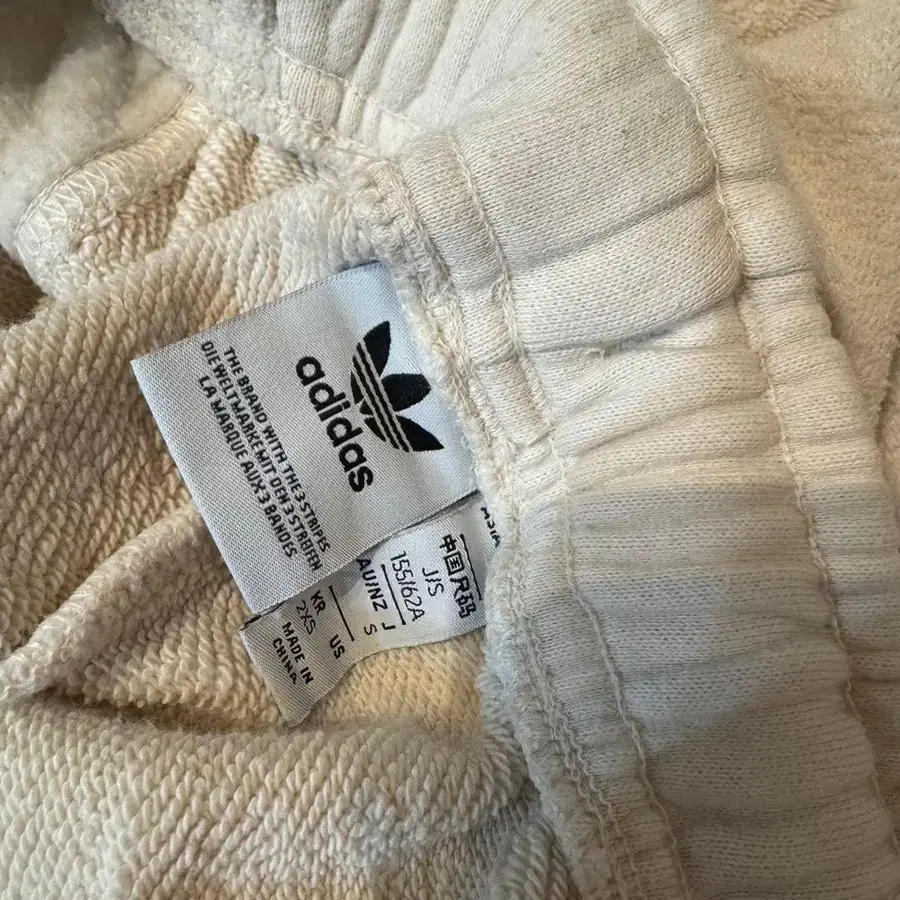 adidas
THE BRAND WITH THE 3 STRIPES
DIE WELTMARKE MIT DEN 3 STREIFEN
LA MARQUE AUX 3 BANDES
ASIA
中国尺码
J/S
155/62A
J
AU/NZ
S
US
KR
2XS
MADE IN
CHINA